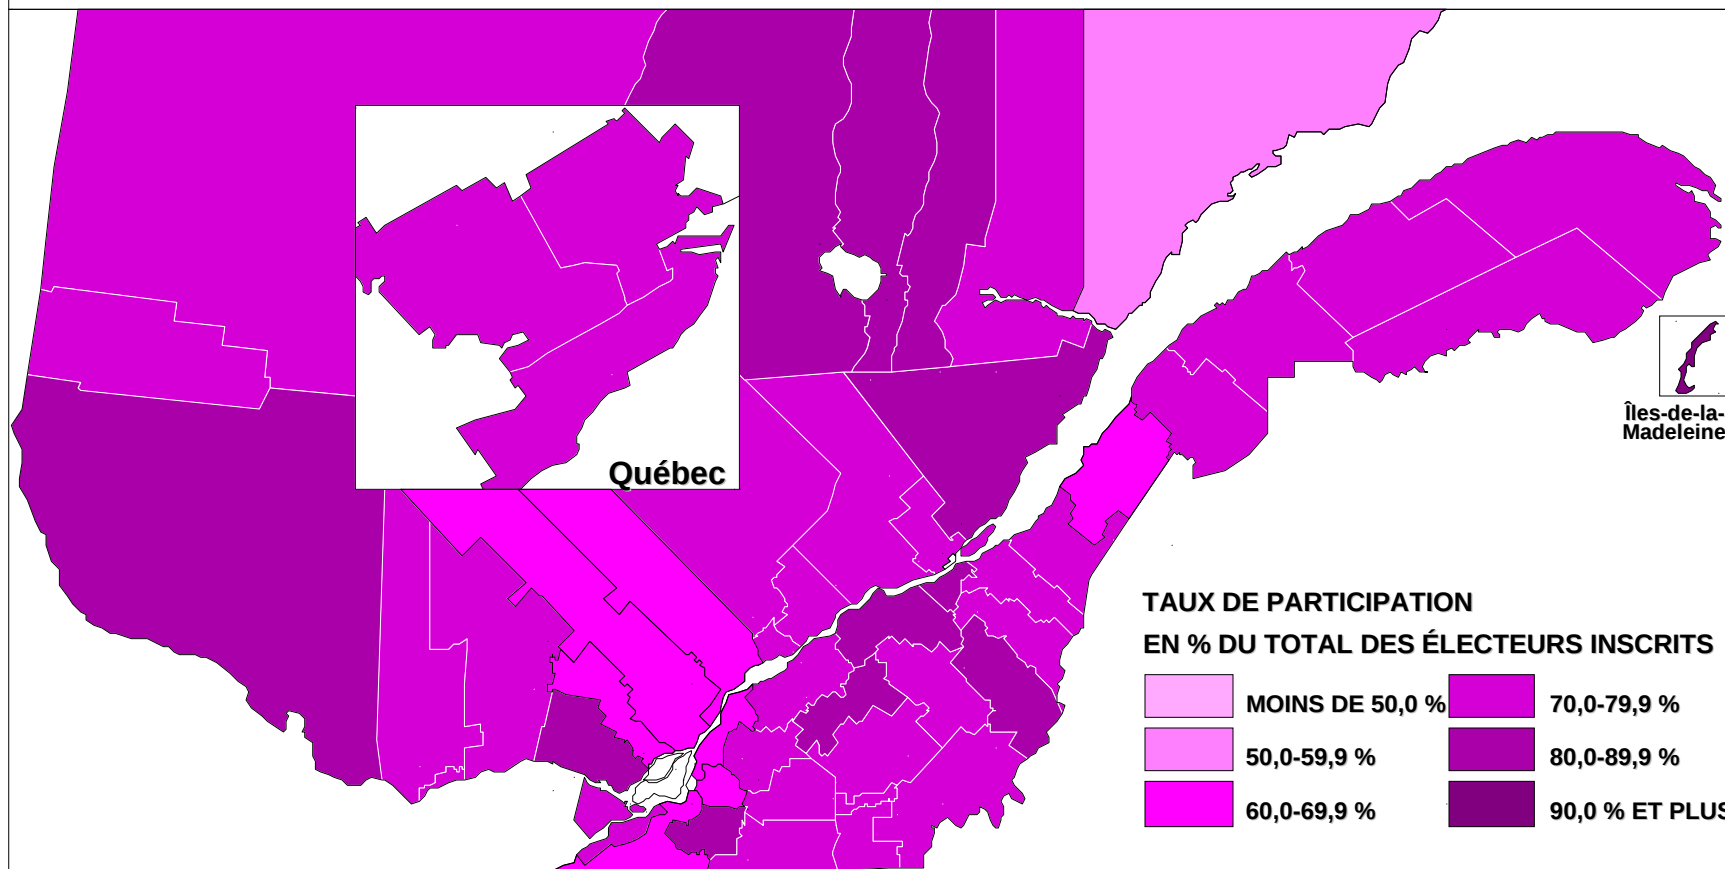 Québec
Îles-de-la-
Madeleine
TAUX DE PARTICIPATION
EN % DU TOTAL DES ÉLECTEURS INSCRITS
MOINS DE 50,0 %
70,0-79,9 %
50,0-59,9 %
80,0-89,9 %
60,0-69,9 %
90,0 % ET PLUS